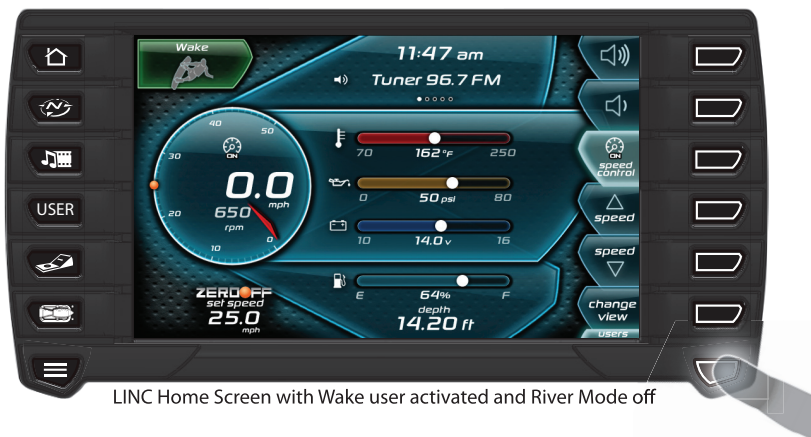 Wake
11:47 am
Tuner 96.7 FM
ON
speed control
USER
0.0
mph
650
rpm
0
10
20
30
40
50
ON
70
162°F
250
0
50 psi
80
10
14.0 v
16
speed
speed
ZEROFF
set speed
25.0
mph
E
64%
F
depth
14.20 ft
change
view
users
LINC Home Screen with Wake user activated and River Mode off